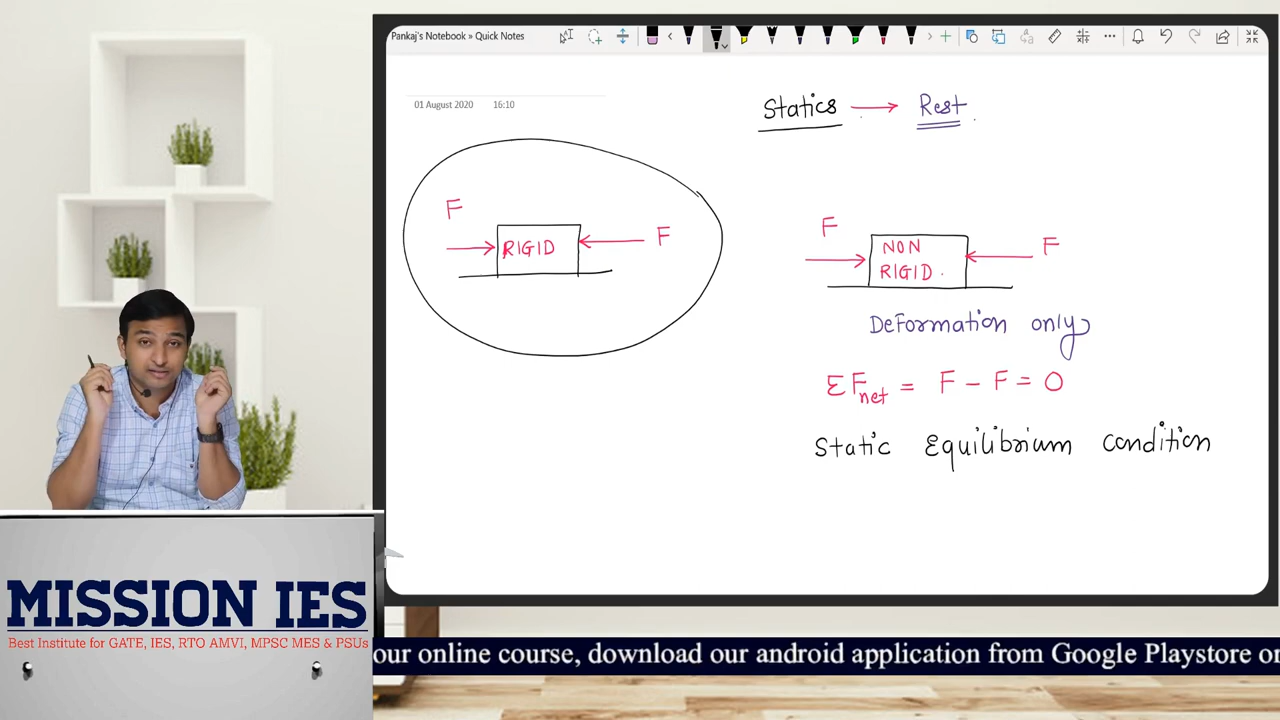 Pankaj's Notebook » Quick Notes
01 August 2020 16:10
Statics → Rest
F
RIGID
F
F
NON
RIGID
F
Deformation only
ΣFnet = F - F = 0
Static Equilibrium condition
MISSION IES
Best Institute for GATE, IES, RTO AMVI, MPSC MES & PSUs
our online course, download our android application from Google Playstore or